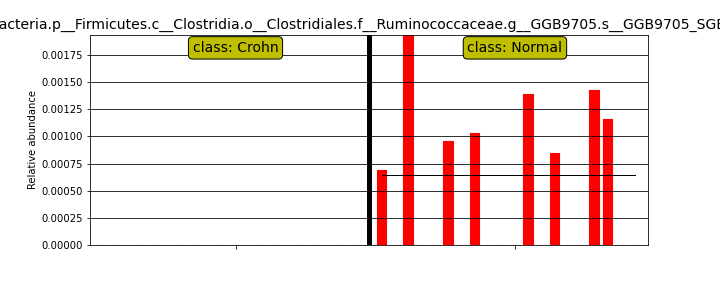 acteria.p__Firmicutes.c__Clostridia.o__Clostridiales.f__Ruminococcaceae.g__GGB9705.s__GGB9705_SGB
class: Crohn
class: Normal
Relative abundance
0.00175
0.00150
0.00125
0.00100
0.00075
0.00050
0.00025
0.00000